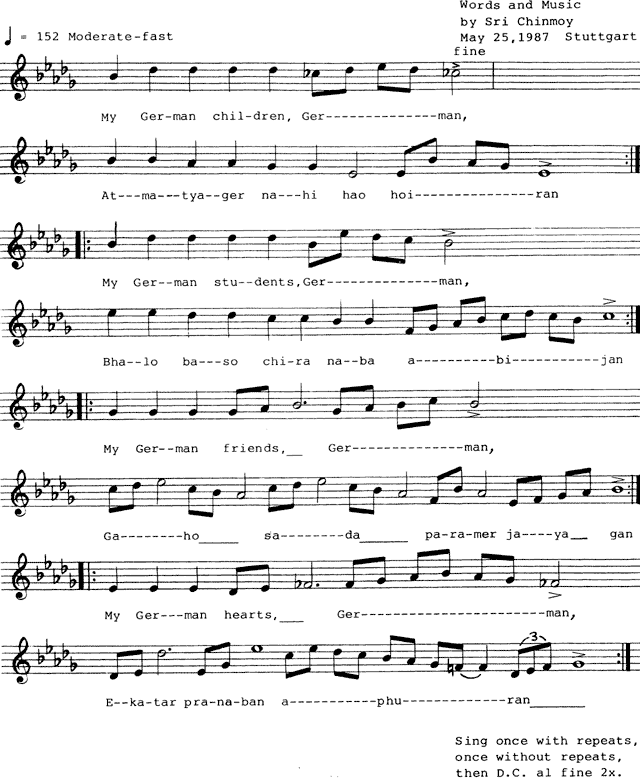 Words and Music
by Sri Chinmoy
♩ = 152 Moderate-fast
May 25,1987 Stuttgart
fine
My Ger-man chil-dren, Ger--------------man,
At---ma---tya--ger na--hi hao hoi---------------ran
My Ger--man stu--dents,Ger--------------man,
Bha--lo ba---so chi-ra na--ba a-----------bi-----------jan
My Ger--man friends,__ Ger--------------man,
Ga--------ho_____ sa-------da______ pa-ra-mer ja----ya__ gan
My Ger---man hearts,___ Ger-----------------------man,
E--ka-tar pra-na-ban a-----------phu-------------ran_______
3
Sing once with repeats,
once without repeats,
then D.C. al fine 2x.